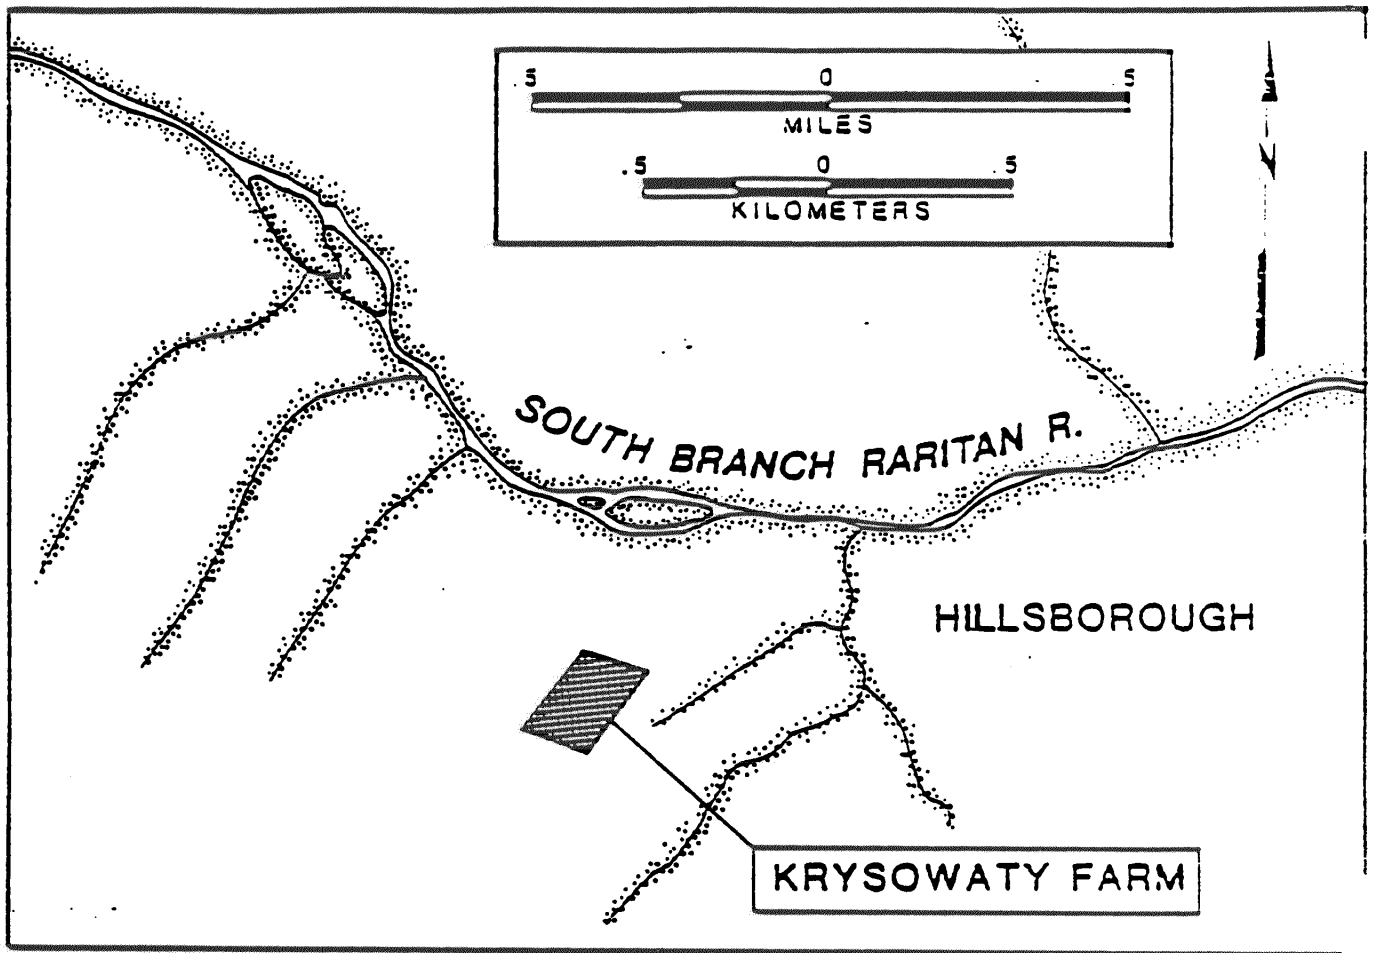 .5 0 .5
MILES
.5 0 .5
KILOMETERS
SOUTH BRANCH RARITAN R.
HILLSBOROUGH
KRYSOWATY FARM